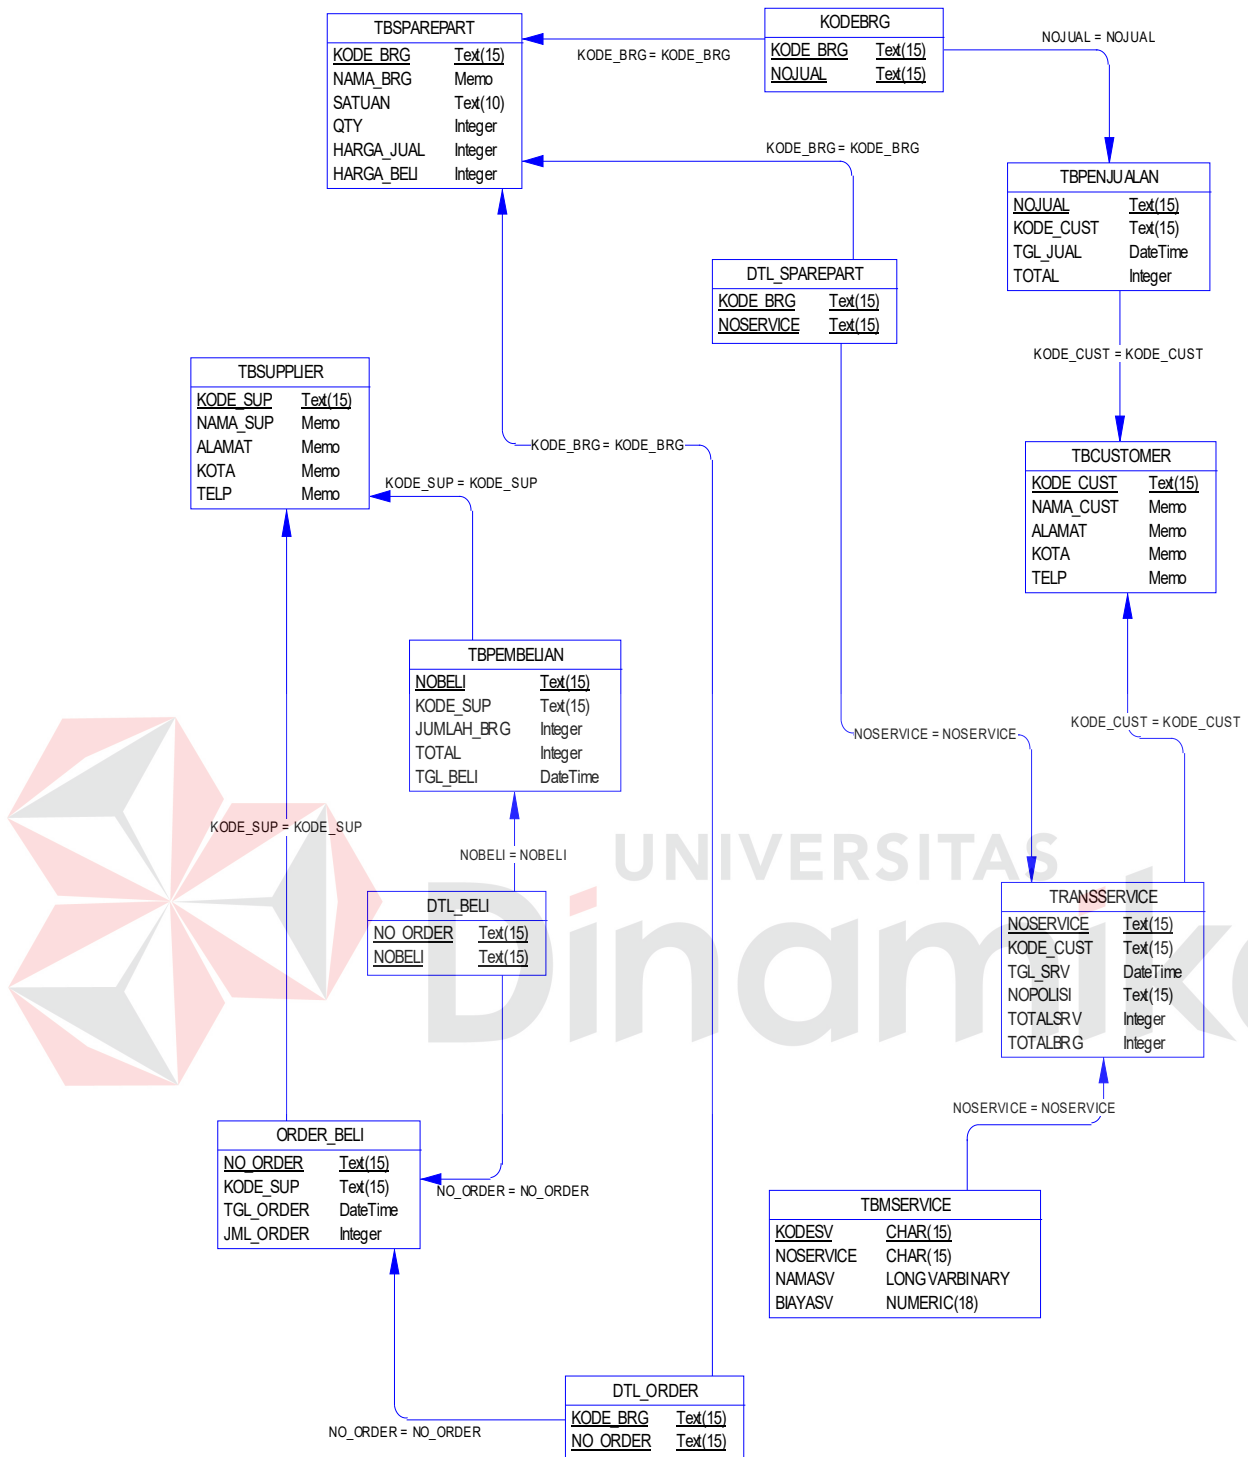 TBSPAREPART
KODE_BRG Text(15)
NAMA_BRG Memo
SATUAN Text(10)
QTY Integer
HARGA_JUAL Integer
HARGA_BELI Integer
KODE_BRG = KODE_BRG
KODEBRG
KODE_BRG Text(15)
NOJUAL Text(15)
NOJUAL = NOJUAL
KODE_BRG = KODE_BRG
TBPENJUALAN
NOJUAL Text(15)
KODE_CUST Text(15)
TGL_JUAL DateTime
TOTAL Integer
DTL_SPAREPART
KODE_BRG Text(15)
NOSERVICE Text(15)
KODE_CUST = KODE_CUST
TBSUPPLIER
KODE_SUP Text(15)
NAMA_SUP Memo
ALAMAT Memo
KOTA Memo
TELP Memo
KODE_BRG = KODE_BRG
KODE_SUP = KODE_SUP
TBCUSTOMER
KODE_CUST Text(15)
NAMA_CUST Memo
ALAMAT Memo
KOTA Memo
TELP Memo
TBPEMBELIAN
NOBELI Text(15)
KODE_SUP Text(15)
JUMLAH_BRG Integer
TOTAL Integer
TGL_BELI DateTime
KODE_CUST = KODE_CUST
NOSERVICE = NOSERVICE
KODE_SUP = KODE_SUP
NOBELI = NOBELI
UNIVERSITAS
Dinamika
DTL_BELI
NO_ORDER Text(15)
NOBELI Text(15)
TRANSSERVICE
NOSERVICE Text(15)
KODE_CUST Text(15)
TGL_SRV DateTime
NOPOLISI Text(15)
TOTALSRV Integer
TOTALBRG Integer
NOSERVICE = NOSERVICE
ORDER_BELI
NO_ORDER Text(15)
KODE_SUP Text(15)
TGL_ORDER DateTime
JML_ORDER Integer
NO_ORDER = NO_ORDER
TBMSERVICE
KODESV CHAR(15)
NOSERVICE CHAR(15)
NAMASV LONG VARBINARY
BIAYASV NUMERIC(18)
DTL_ORDER
KODE_BRG Text(15)
NO_ORDER Text(15)
NO_ORDER = NO_ORDER